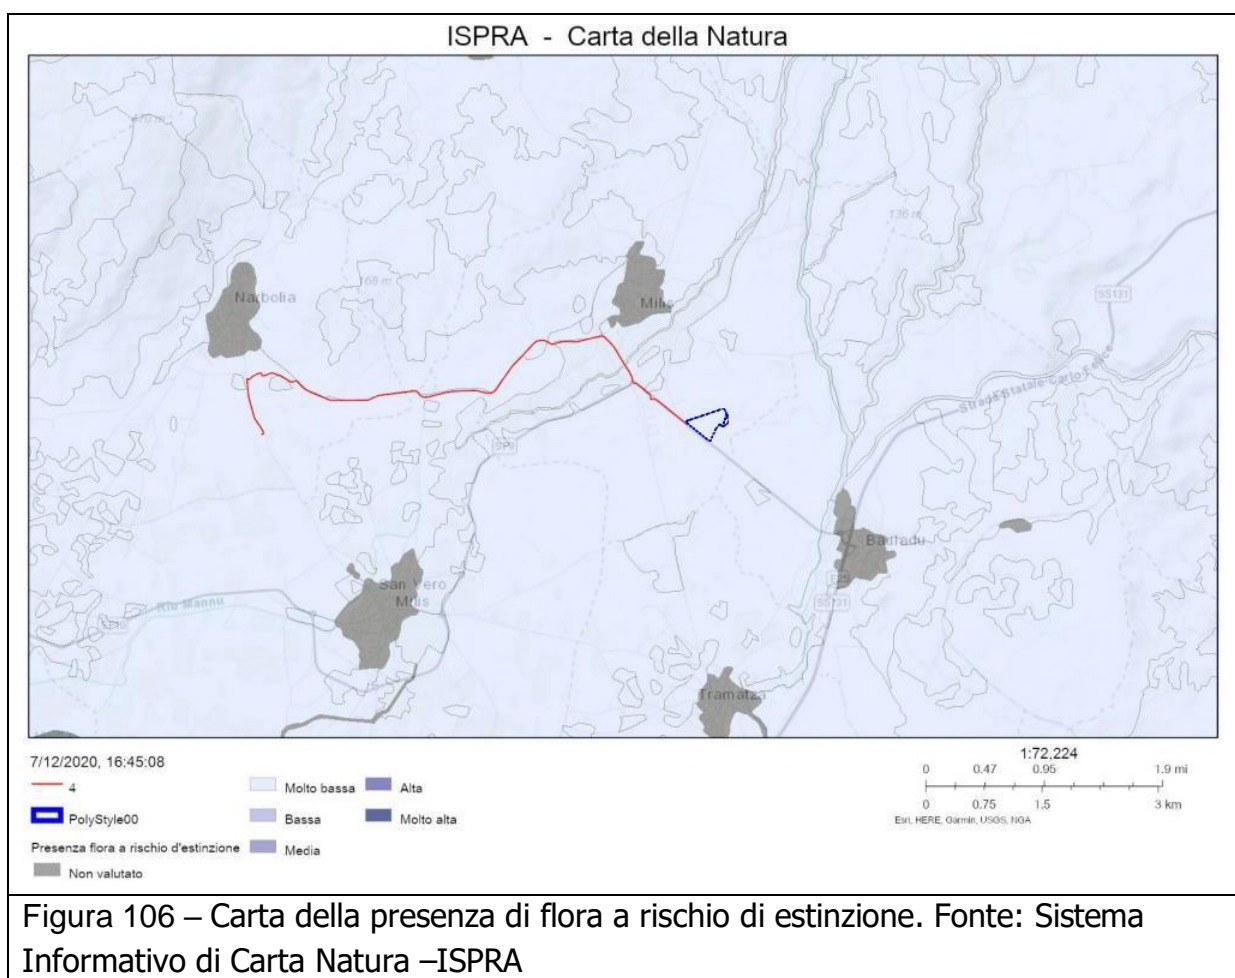 ISPRA - Carta della Natura
470 m
136 m
Narbolia
168 m
Milis
SS131
Strada Statale Carlo Felice
SP9
Bauladu
San Vero
Milis
E25
SS131
Riu Mannu
Tramatza
7/12/2020, 16:45:08
4
PolyStyle00
Presenza flora a rischio d'estinzione
Non valutato
Molto bassa
Bassa
Media
Alta
Molto alta
1:72,224
0 0.47 0.95 1.9 mi
0 0.75 1.5 3 km
Esri, HERE, Garmin, USGS, NGA
Figura 106 – Carta della presenza di flora a rischio di estinzione. Fonte: Sistema
Informativo di Carta Natura –ISPRA